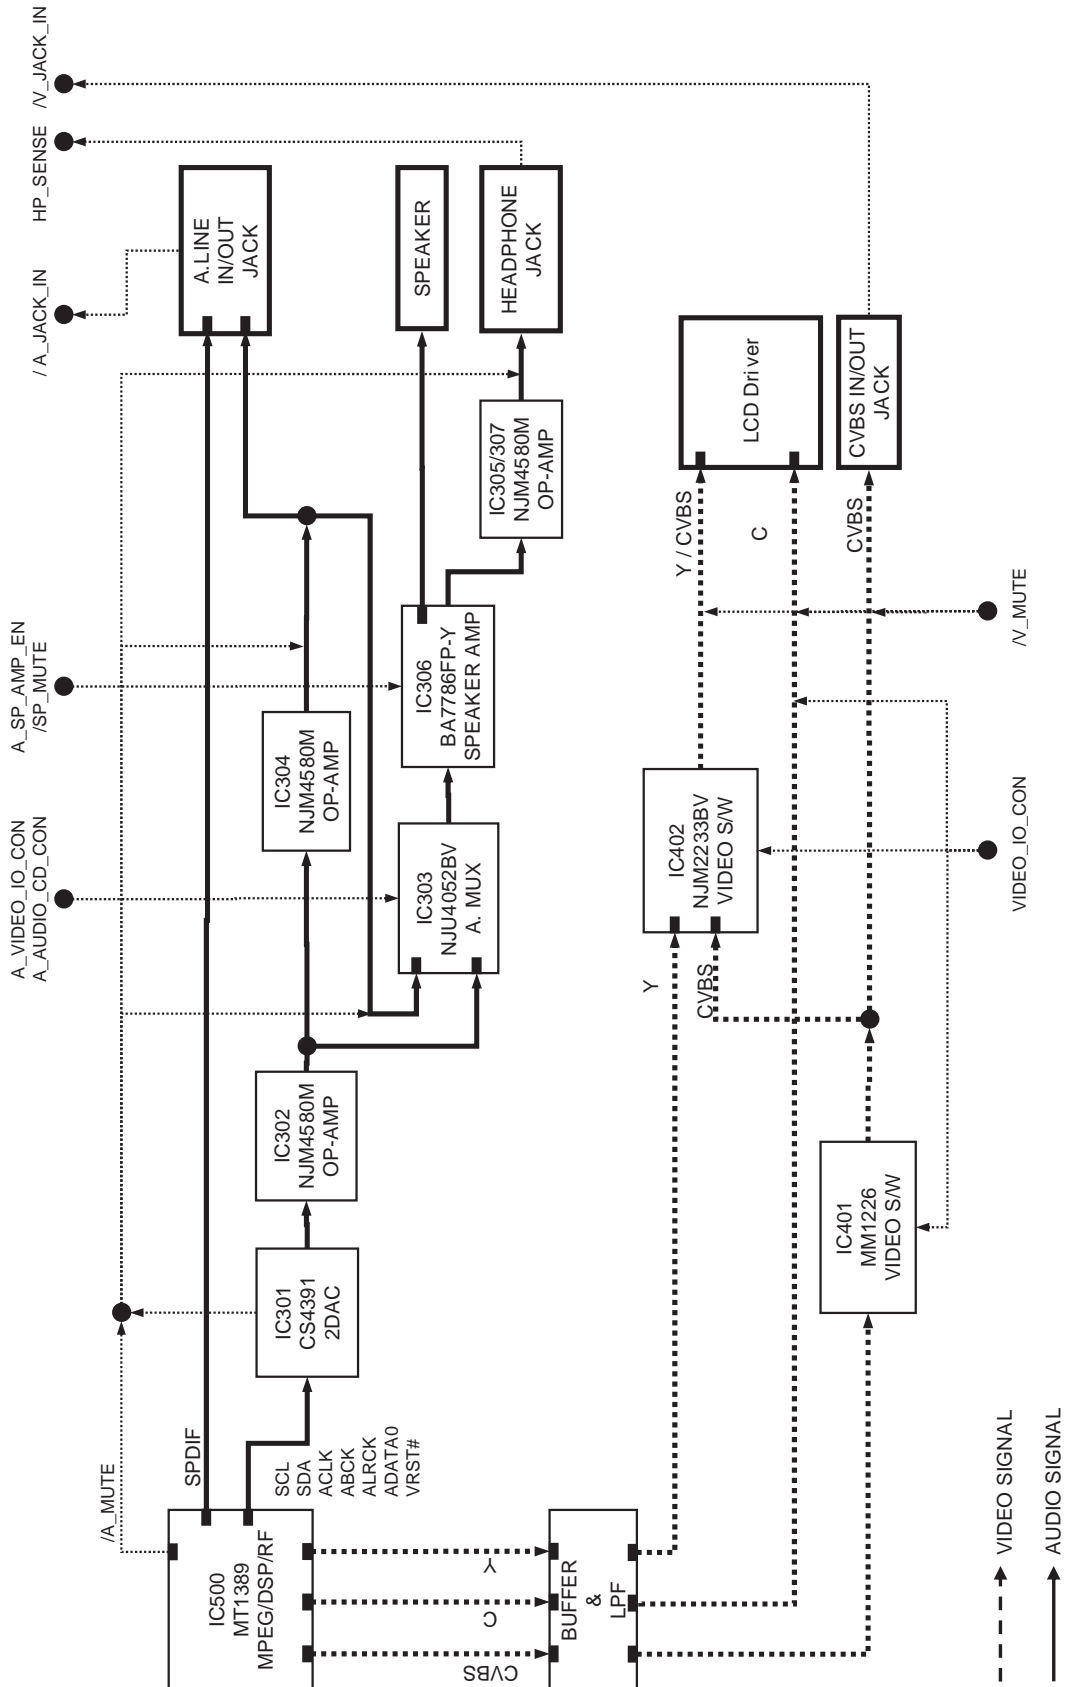 /A_MUTE
IC500
MT1389
MPEG/DSP/RF
SPDIF
SCL
SDA
ACLK
ABCK
ALRCK
ADATA0
VRST#
Y
C
CVBS
BUFFER
&
LPF
IC301
CS4391
2DAC
IC302
NJM4580M
OP-AMP
A_VIDEO_IO_CON
A_AUDIO_CD_CON
IC304
NJM4580M
OP-AMP
IC303
NJU4052BV
A. MUX
A_SP_AMP_EN
/SP_MUTE
IC306
BA7786FP-Y
SPEAKER AMP
IC305/307
NJM4580M
OP-AMP
/ A_JACK_IN
HP_SENSE
/V_JACK_IN
A.LINE
IN/OUT
JACK
SPEAKER
HEADPHONE
JACK
IC401
MM1226
VIDEO S/W
Y
CVBS
IC402
NJM2233BV
VIDEO S/W
VIDEO_IO_CON
/V_MUTE
Y / CVBS
C
CVBS
LCD Driver
CVBS IN/OUT
JACK
VIDEO SIGNAL
AUDIO SIGNAL